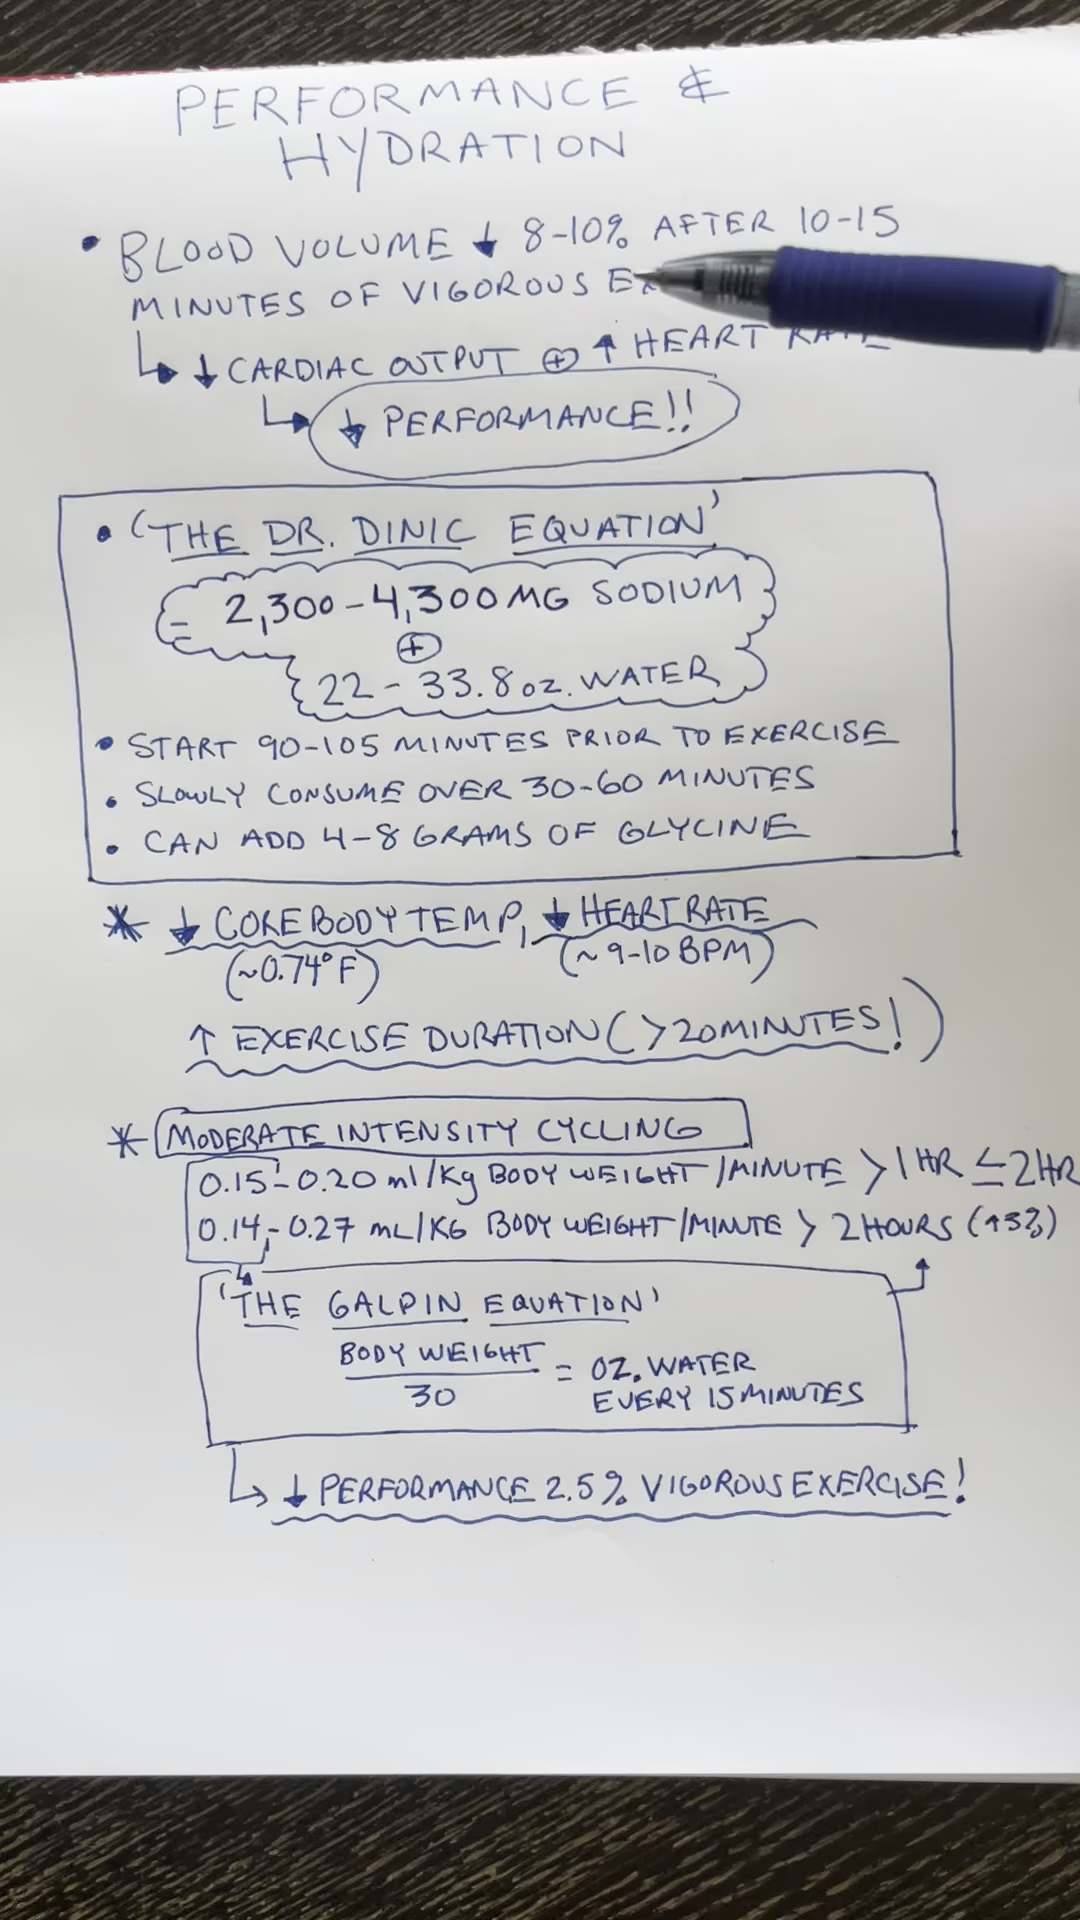 PERFORMANCE &
HYDRATION
• BLOOD VOLUME ↓ 8-10% AFTER 10-15
MINUTES OF VIGOROUS EX
↳ ↓ CARDIAC OUTPUT ⊕ ↑ HEART RATE
↳ ↓ PERFORMANCE!!
• 'THE DR. DINIC EQUATION'
= 2,300-4,300MG SODIUM
⊕
22-33.8 oz. WATER
• START 90-105 MINUTES PRIOR TO EXERCISE
• SLOWLY CONSUME OVER 30-60 MINUTES
• CAN ADD 4-8 GRAMS OF GLYCINE
* ↓ CORE BODY TEMP, ↓ HEART RATE
(~0.74°F) (~9-10 BPM)
↑ EXERCISE DURATION (>20 MINUTES!)
* MODERATE INTENSITY CYCLING
0.15-0.20 ml/Kg BODY WEIGHT/MINUTE > 1 HR ≤ 2 HR
0.14-0.27 mL/KG BODY WEIGHT/MINUTE > 2 HOURS (↑3%)
'THE GALPIN EQUATION'
BODY WEIGHT
30
= OZ. WATER
EVERY 15 MINUTES
↳ ↓ PERFORMANCE 2.5% VIGOROUS EXERCISE!